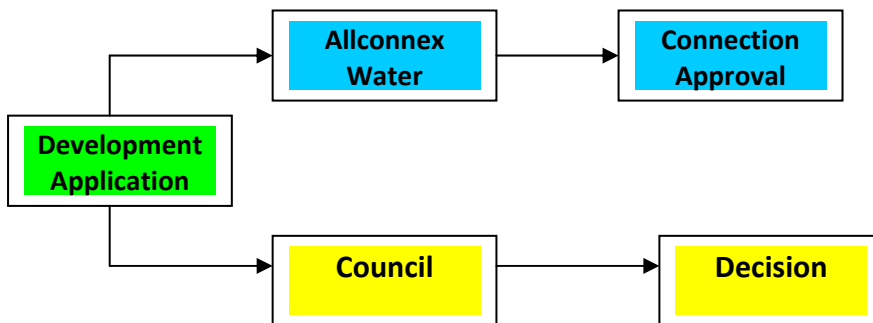 Allconnex
Water
Connection
Approval
Development
Application
Council
Decision